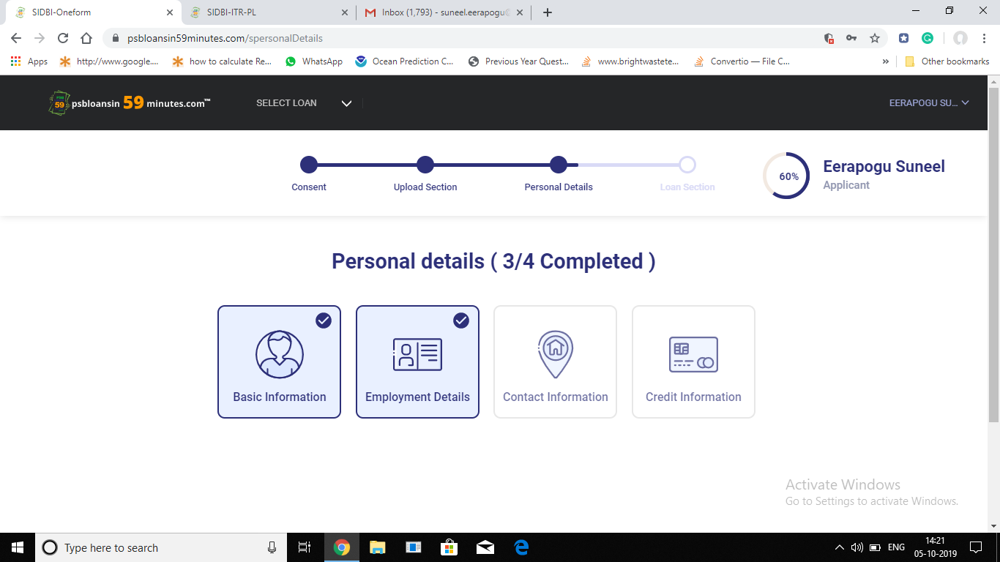 SIDBI-Oneform
SIDBI-ITR-PL
Inbox (1,793) - suneel.eerapogu@
psbloansin59minutes.com/spersonalDetails
Apps
http://www.google....
how to calculate Re...
WhatsApp
Ocean Prediction C...
Previous Year Quest...
www.brightwastete...
Convertio — File C...
»
Other bookmarks
PSB
59
psbloansin 59 minutes.com™
SELECT LOAN
EERAPOGU SU...
Consent
Upload Section
Personal Details
Loan Section
60%
Eerapogu Suneel
Applicant
Personal details ( 3/4 Completed )
Basic Information
Employment Details
Contact Information
Credit Information
Activate Windows
Go to Settings to activate Windows.
Type here to search
ENG
14:21
05-10-2019